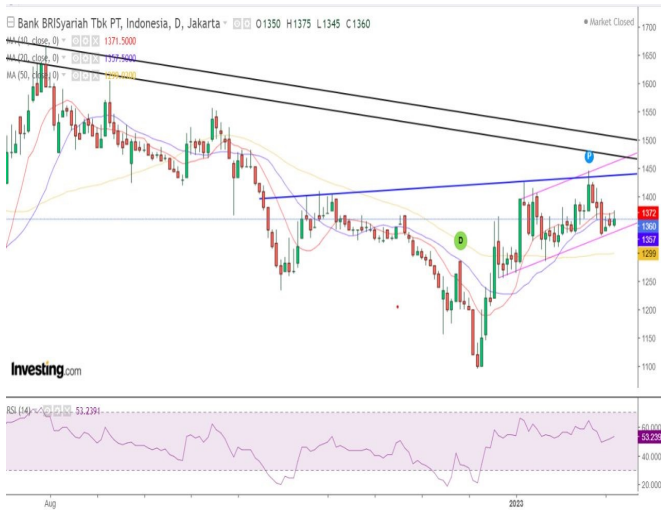 Bank BRISyariah Tbk PT, Indonesia, D, Jakarta O1350 H1375 L1345 C1360
Market Closed
MA (10, close, 0) 1371.5000
MA (20, close, 0) 1357.5000
MA (50, close, 0)
1700
1650
1600
1550
1500
1450
1400
1372
1360
1357
1299
1250
1200
1150
1100
D
Investing.com
RSI (14) 53.2391
60.0000
53.239
40.0000
20.0000
Aug
2023